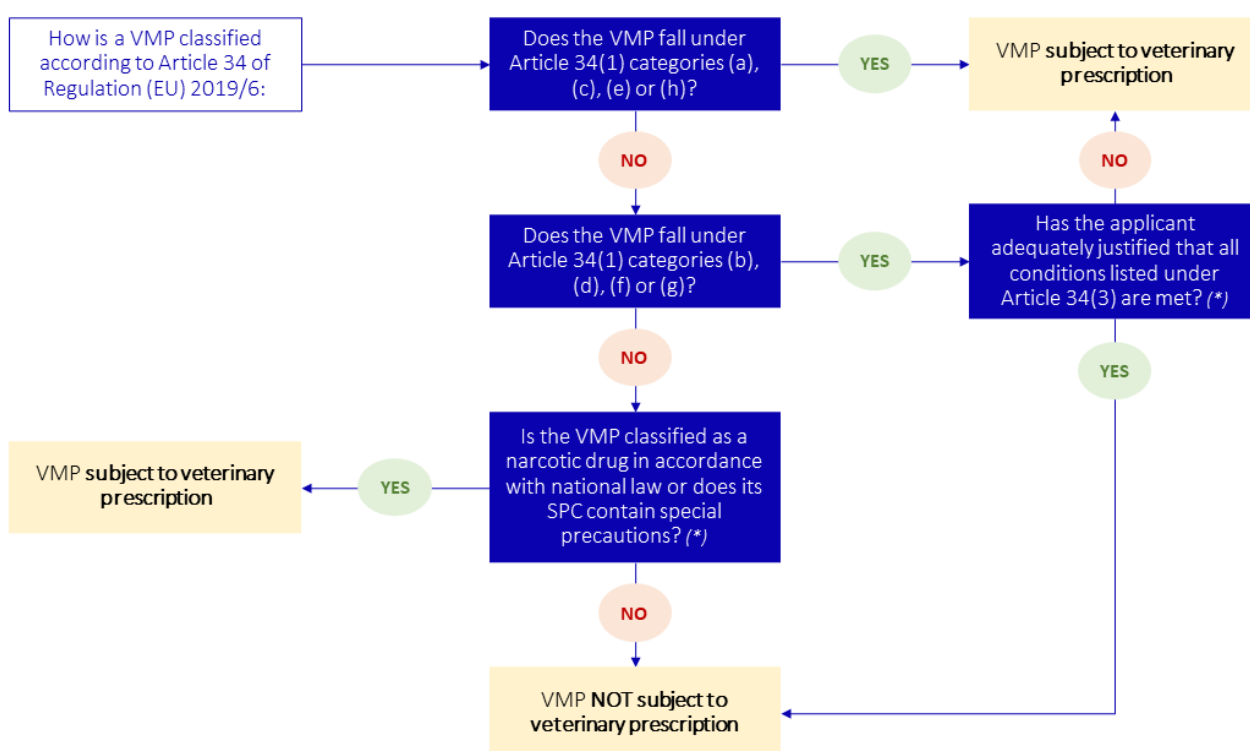 How is a VMP classified
according to Article 34 of
Regulation (EU) 2019/6:
Does the VMP fall under
Article 34(1) categories (a),
(c), (e) or (h)?
YES
VMP subject to veterinary
prescription
NO
NO
Does the VMP fall under
Article 34(1) categories (b),
(d), (f) or (g)?
YES
Has the applicant
adequately justified that all
conditions listed under
Article 34(3) are met? (*)
NO
YES
Is the VMP classified as a
narcotic drug in accordance
with national law or does its
SPC contain special
precautions? (*)
YES
VMP subject to veterinary
prescription
NO
VMP NOT subject to
veterinary prescription